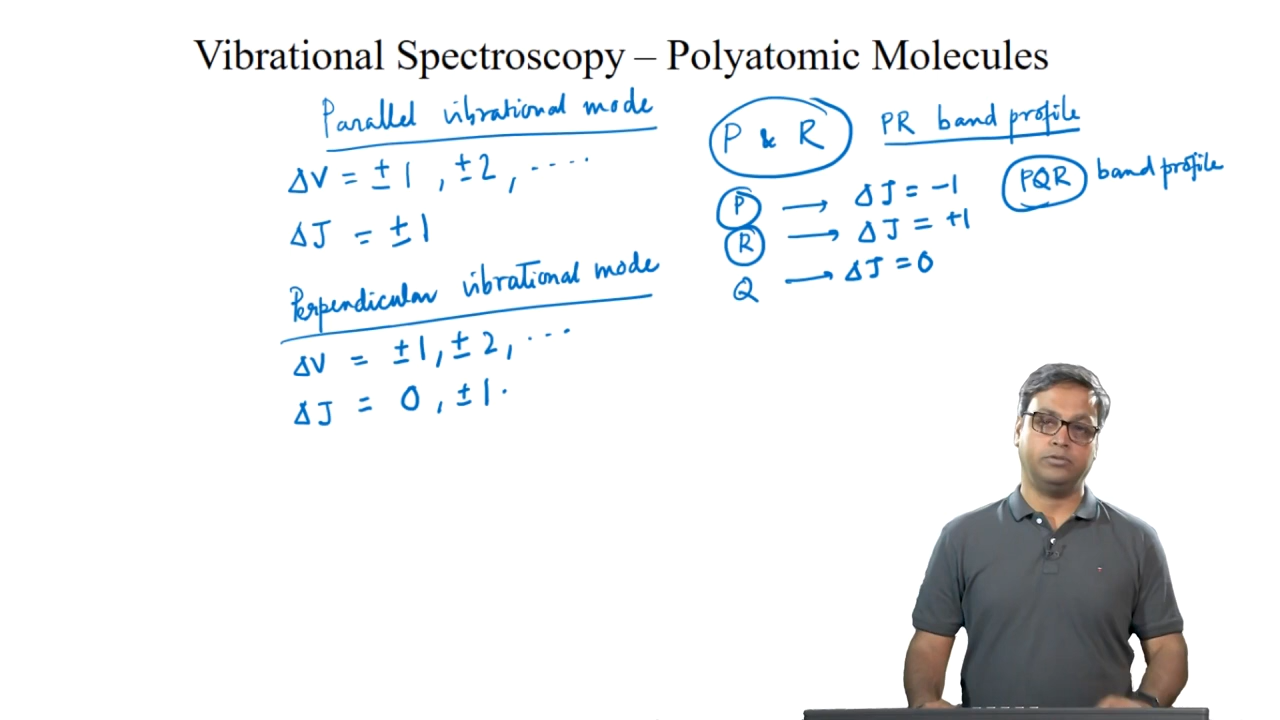 Vibrational Spectroscopy – Polyatomic Molecules
Parallel vibrational mode
ΔV = ±1, ±2, ....
ΔJ = ±1
Perpendicular vibrational mode
ΔV = ±1, ±2, ...
ΔJ = 0, ±1.
P & R PR band profile
P → ΔJ = -1
R → ΔJ = +1
Q → ΔJ = 0
PQR band profile